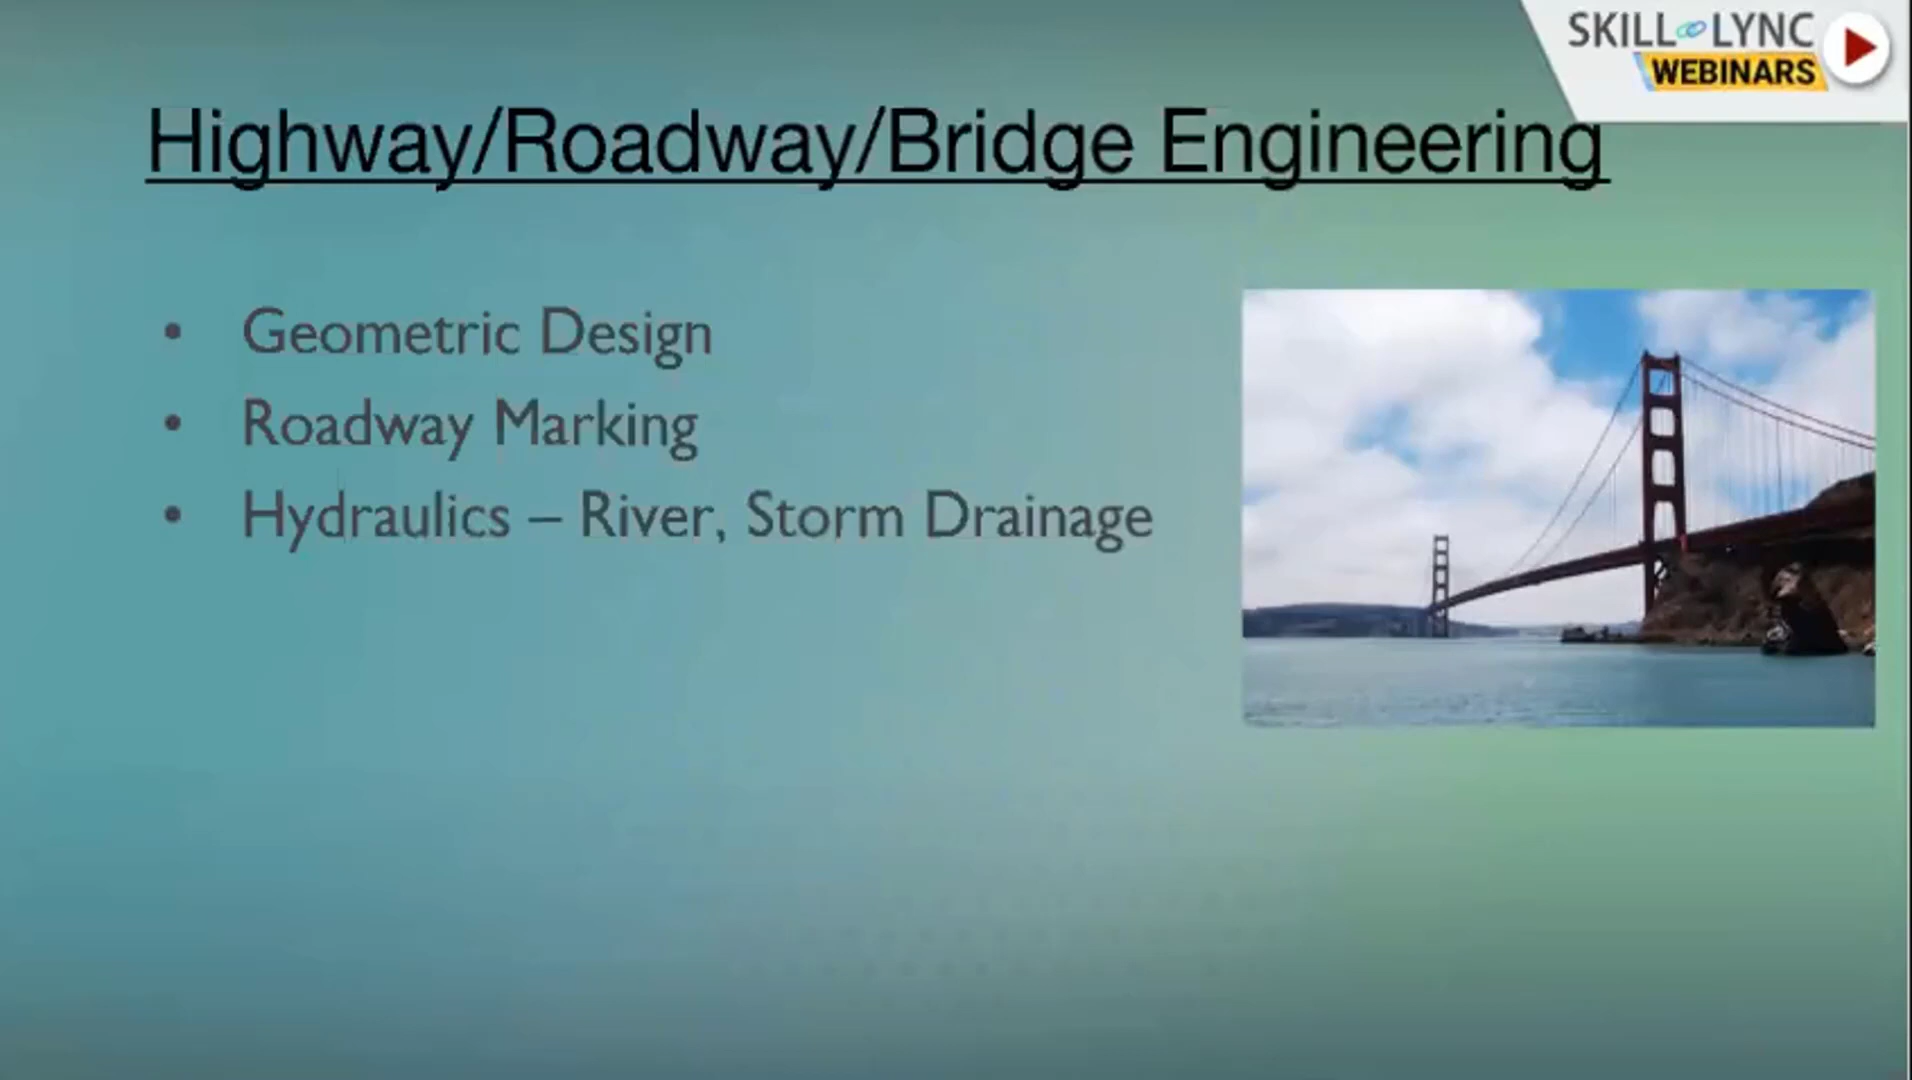 SKILL LYNC
WEBINARS
Highway/Roadway/Bridge Engineering
• Geometric Design
• Roadway Marking
• Hydraulics – River, Storm Drainage